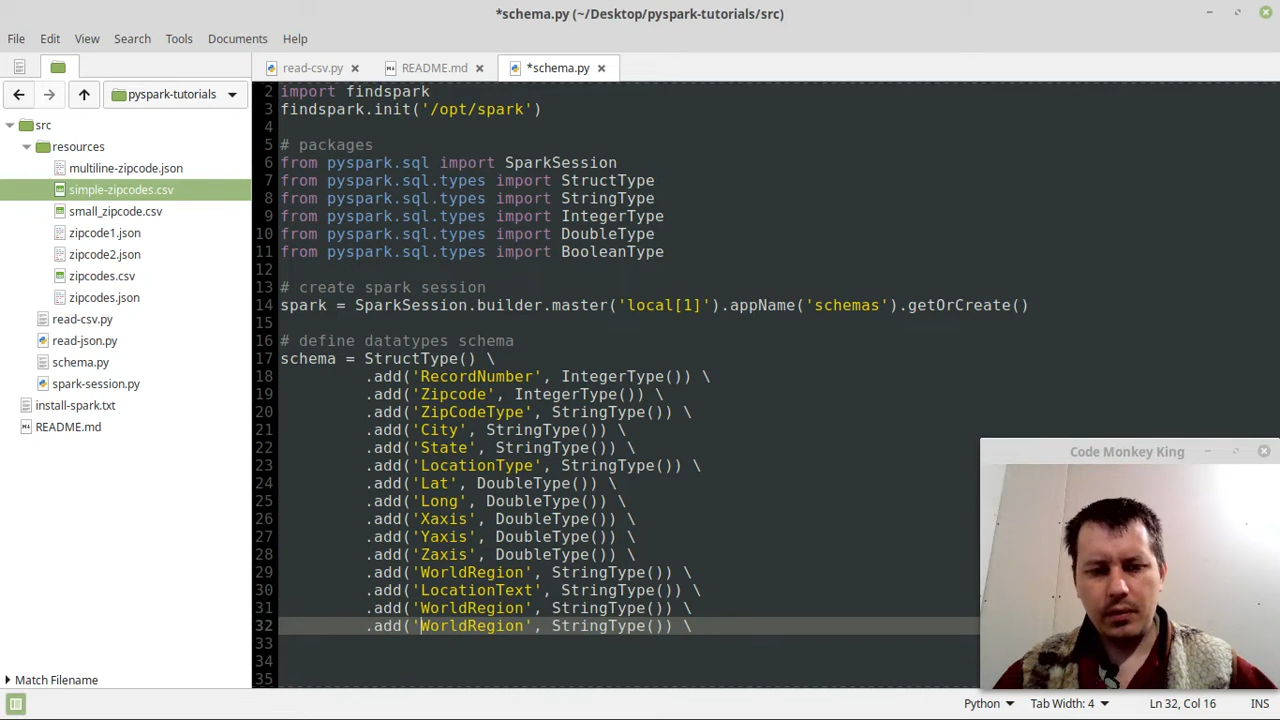 *schema.py (~/Desktop/pyspark-tutorials/src)
File Edit View Search Tools Documents Help
read-csv.py README.md *schema.py
pyspark-tutorials
src
resources
multiline-zipcode.json
simple-zipcodes.csv
small_zipcode.csv
zipcode1.json
zipcode2.json
zipcodes.csv
zipcodes.json
read-csv.py
read-json.py
schema.py
spark-session.py
install-spark.txt
README.md
Match Filename
2 import findspark
3 findspark.init('/opt/spark')
4
5 # packages
6 from pyspark.sql import SparkSession
7 from pyspark.sql.types import StructType
8 from pyspark.sql.types import StringType
9 from pyspark.sql.types import IntegerType
10 from pyspark.sql.types import DoubleType
11 from pyspark.sql.types import BooleanType
12
13 # create spark session
14 spark = SparkSession.builder.master('local[1]').appName('schemas').getOrCreate()
15
16 # define datatypes schema
17 schema = StructType() \
18 .add('RecordNumber', IntegerType()) \
19 .add('Zipcode', IntegerType()) \
20 .add('ZipCodeType', StringType()) \
21 .add('City', StringType()) \
22 .add('State', StringType()) \
23 .add('LocationType', StringType()) \
24 .add('Lat', DoubleType()) \
25 .add('Long', DoubleType()) \
26 .add('Xaxis', DoubleType()) \
27 .add('Yaxis', DoubleType()) \
28 .add('Zaxis', DoubleType()) \
29 .add('WorldRegion', StringType()) \
30 .add('LocationText', StringType()) \
31 .add('WorldRegion', StringType()) \
32 .add('WorldRegion', StringType()) \
33
34
35
Code Monkey King
Python Tab Width: 4 Ln 32, Col 16 INS